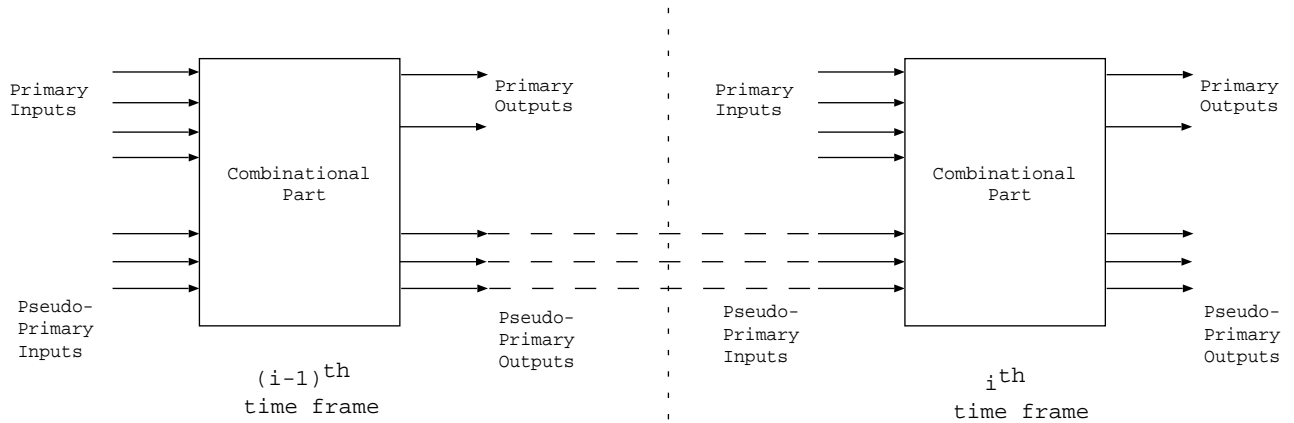 Primary
Inputs
Combinational
Part
Primary
Outputs
Pseudo-
Primary
Inputs
Pseudo-
Primary
Outputs
(i-1)th
time frame
Primary
Inputs
Combinational
Part
Primary
Outputs
Pseudo-
Primary
Inputs
Pseudo-
Primary
Outputs
ith
time frame